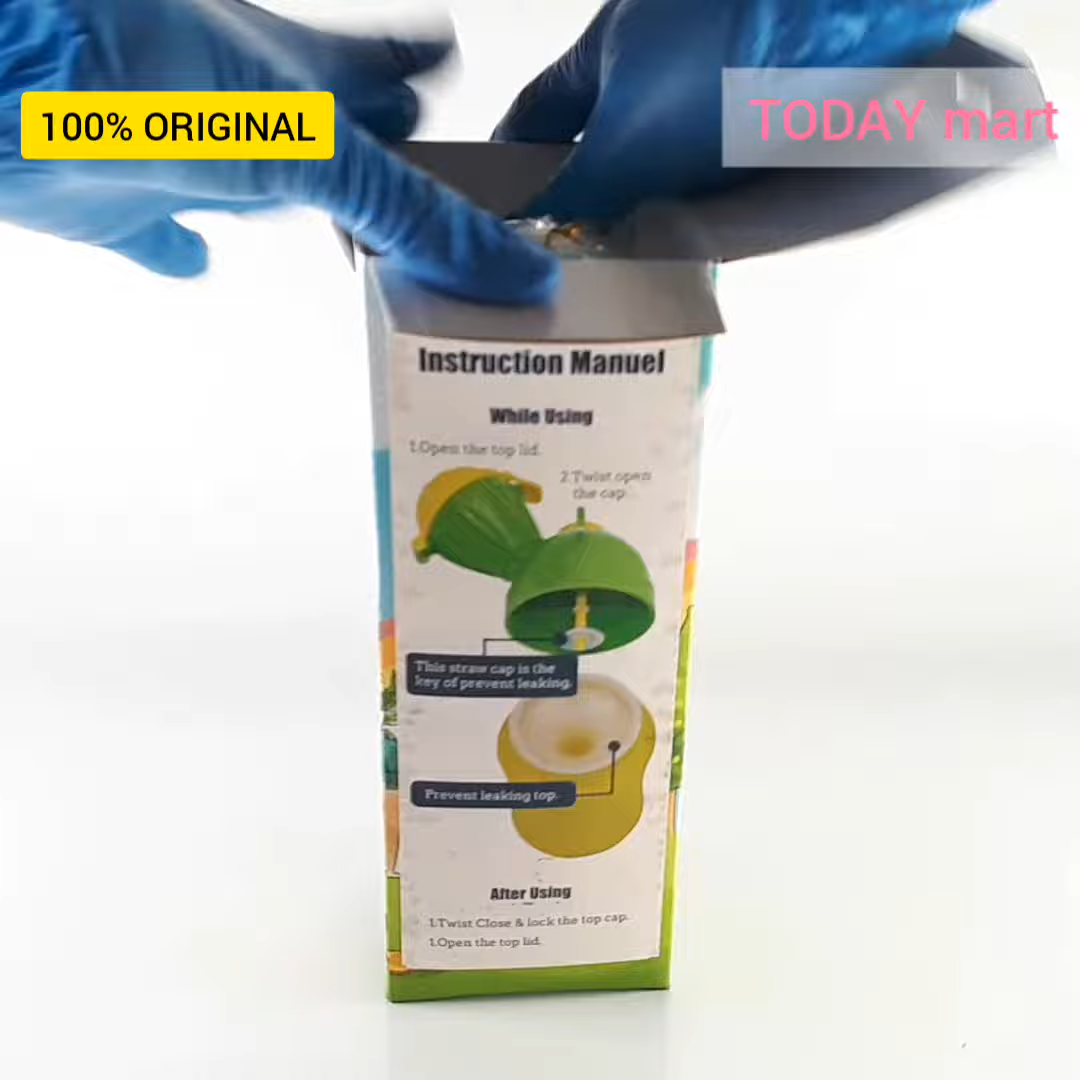 100% ORIGINAL
TODAY mart
Instruction Manuel
While Using
1.Open the top lid.
2.Twist open
the cap
This straw cap is the
key of prevent leaking.
Prevent leaking top.
After Using
1.Twist Close & lock the top cap.
1.Open the top lid.